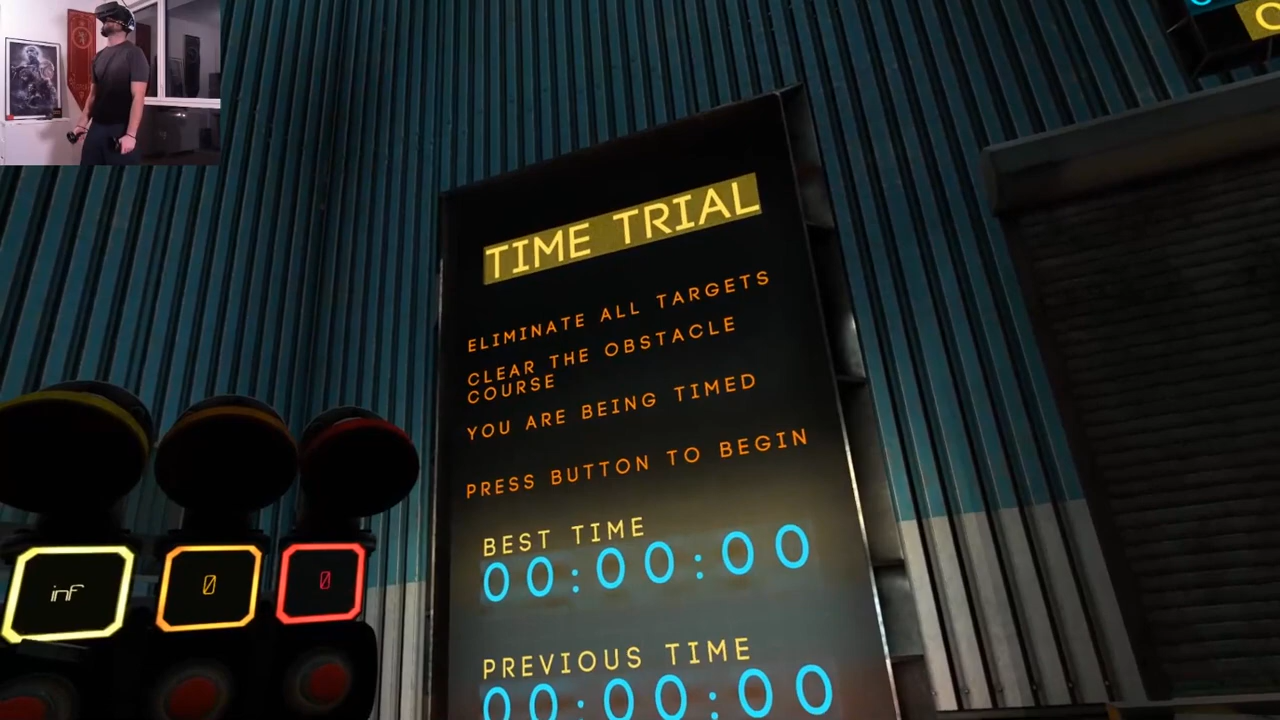 TIME TRIAL
ELIMINATE ALL TARGETS
CLEAR THE OBSTACLE
COURSE
YOU ARE BEING TIMED
PRESS BUTTON TO BEGIN
BEST TIME
00:00:00
PREVIOUS TIME
00:00:00
inf
0
0